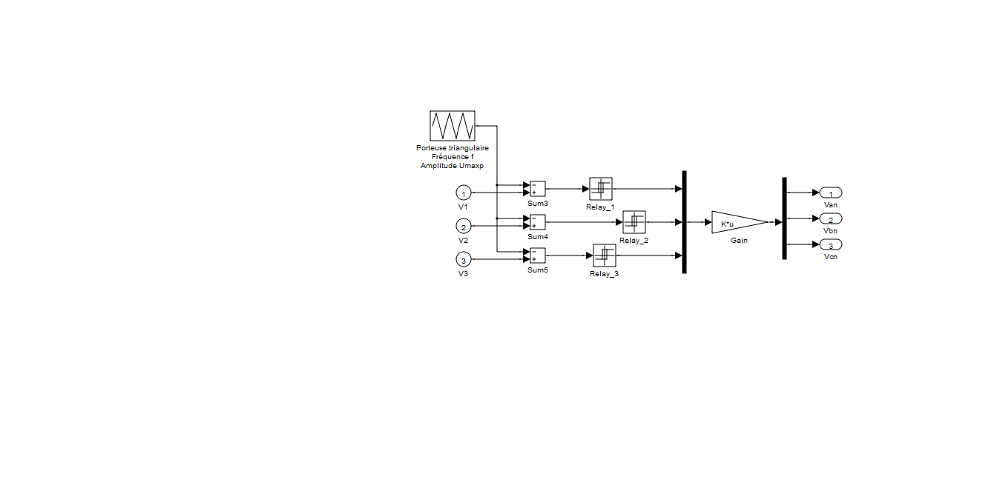 Porteuse triangulaire
Fréquence f
Amplitude Umaxp
1
V1
−
+
Sum3
Relay_1
1
Van
2
V2
−
+
Sum4
Relay_2
K*u
Gain
2
Vbn
3
V3
−
+
Sum5
Relay_3
3
Vcn